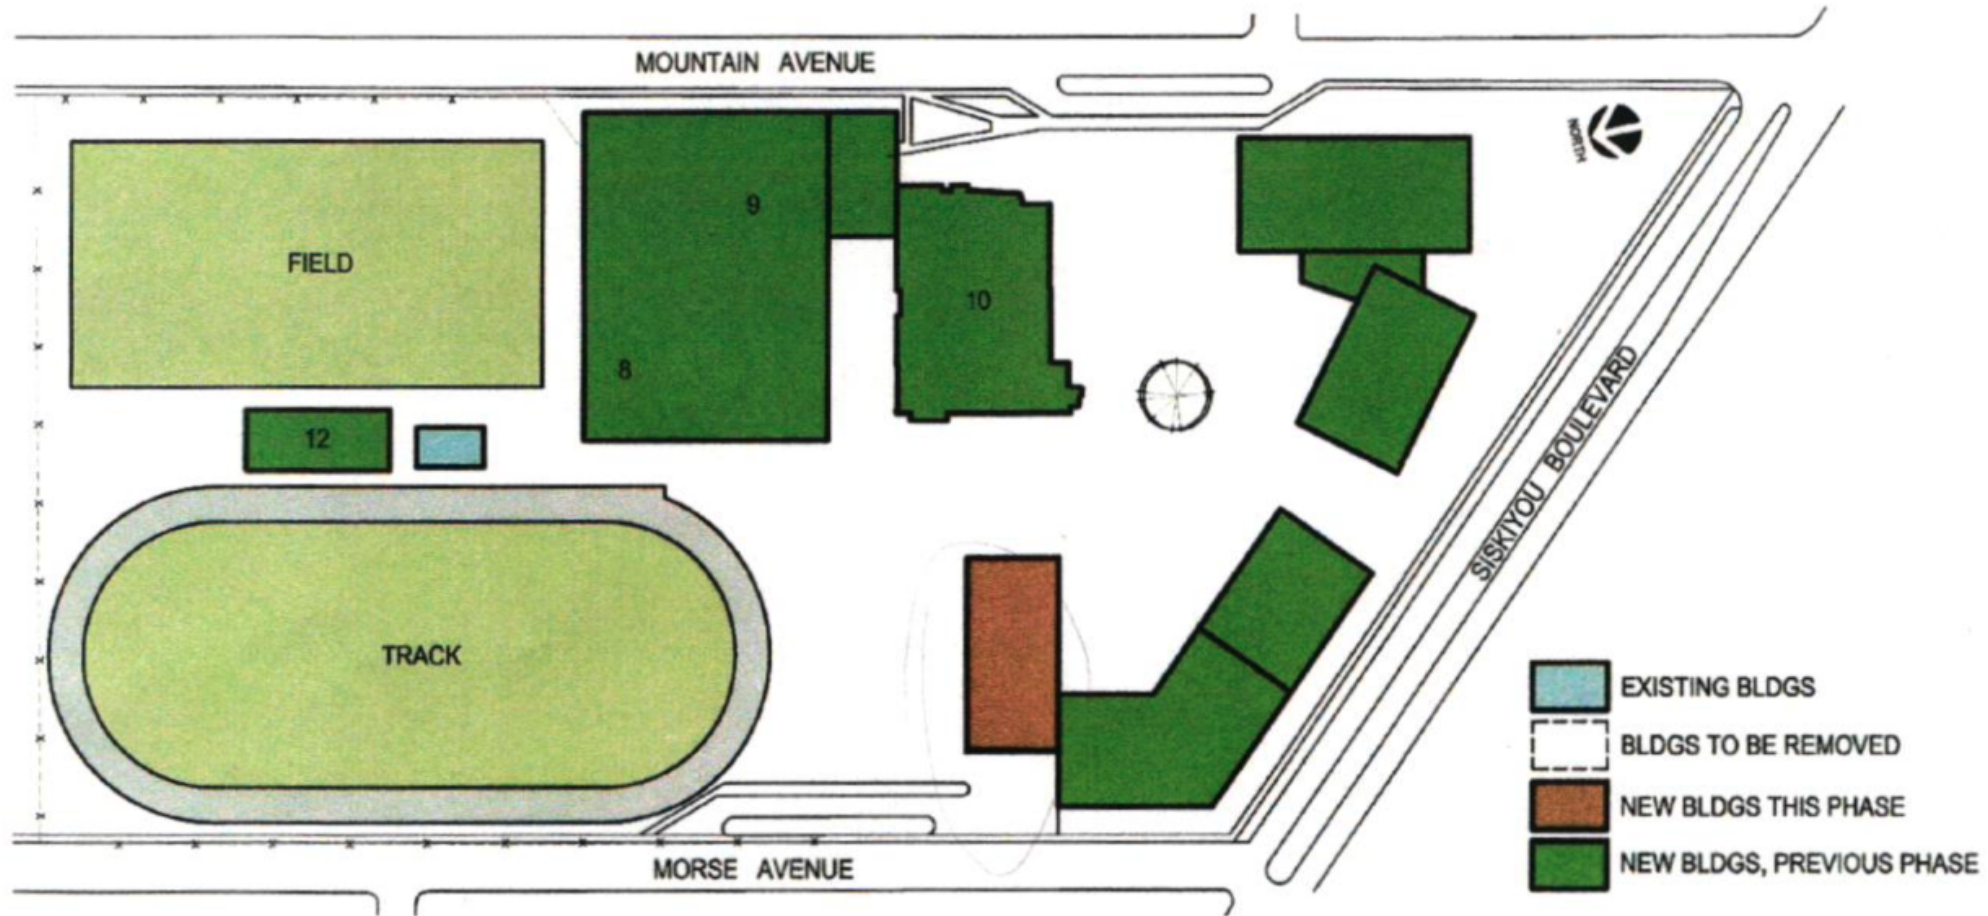 MOUNTAIN AVENUE
NORTH
9
FIELD
10
8
12
SISKIYOU BOULEVARD
TRACK
EXISTING BLDGS
BLDGS TO BE REMOVED
NEW BLDGS THIS PHASE
NEW BLDGS, PREVIOUS PHASE
MORSE AVENUE